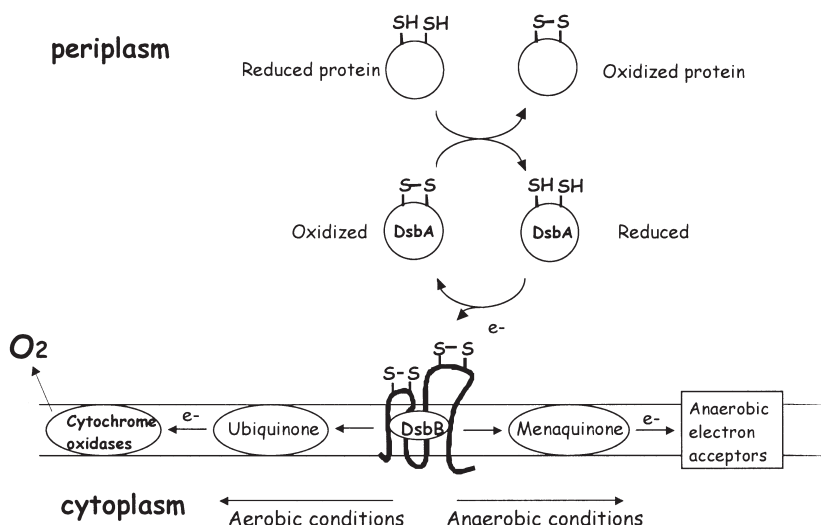 SH SH
S-S
periplasm
Reduced protein
Oxidized protein
S-S
SH SH
Oxidized
DsbA
DsbA
Reduced
e-
O2
S-S
S-S
Cytochrome
oxidases
e-
Ubiquinone
DsbB
Menaquinone
e-
Anaerobic
electron
acceptors
cytoplasm
Aerobic conditions
Anaerobic conditions